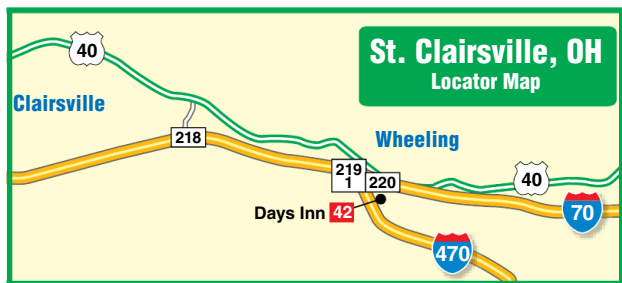 St. Clairsville, OH
Locator Map
40
Clairsville
218
Wheeling
219
1
220
40
Days Inn 42
70
470